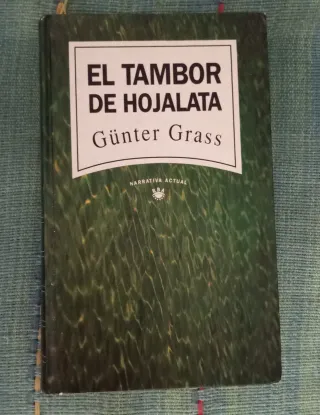 EL TAMBOR
DE HOJALATA
Günter Grass
NARRATIVA ACTUAL